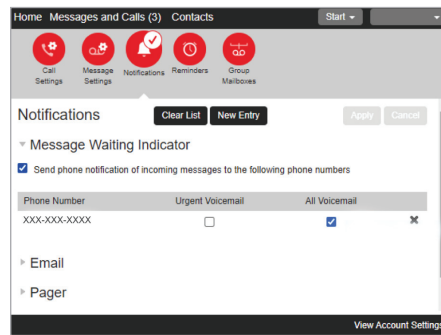 Home Messages and Calls (3) Contacts Start
Call Settings
Message Settings
Notifications
Reminders
Group Mailboxes
Notifications Clear List New Entry Apply Cancel
Message Waiting Indicator
Send phone notification of incoming messages to the following phone numbers
Phone Number Urgent Voicemail All Voicemail
XXX-XXX-XXXX
Email
Pager
View Account Settings